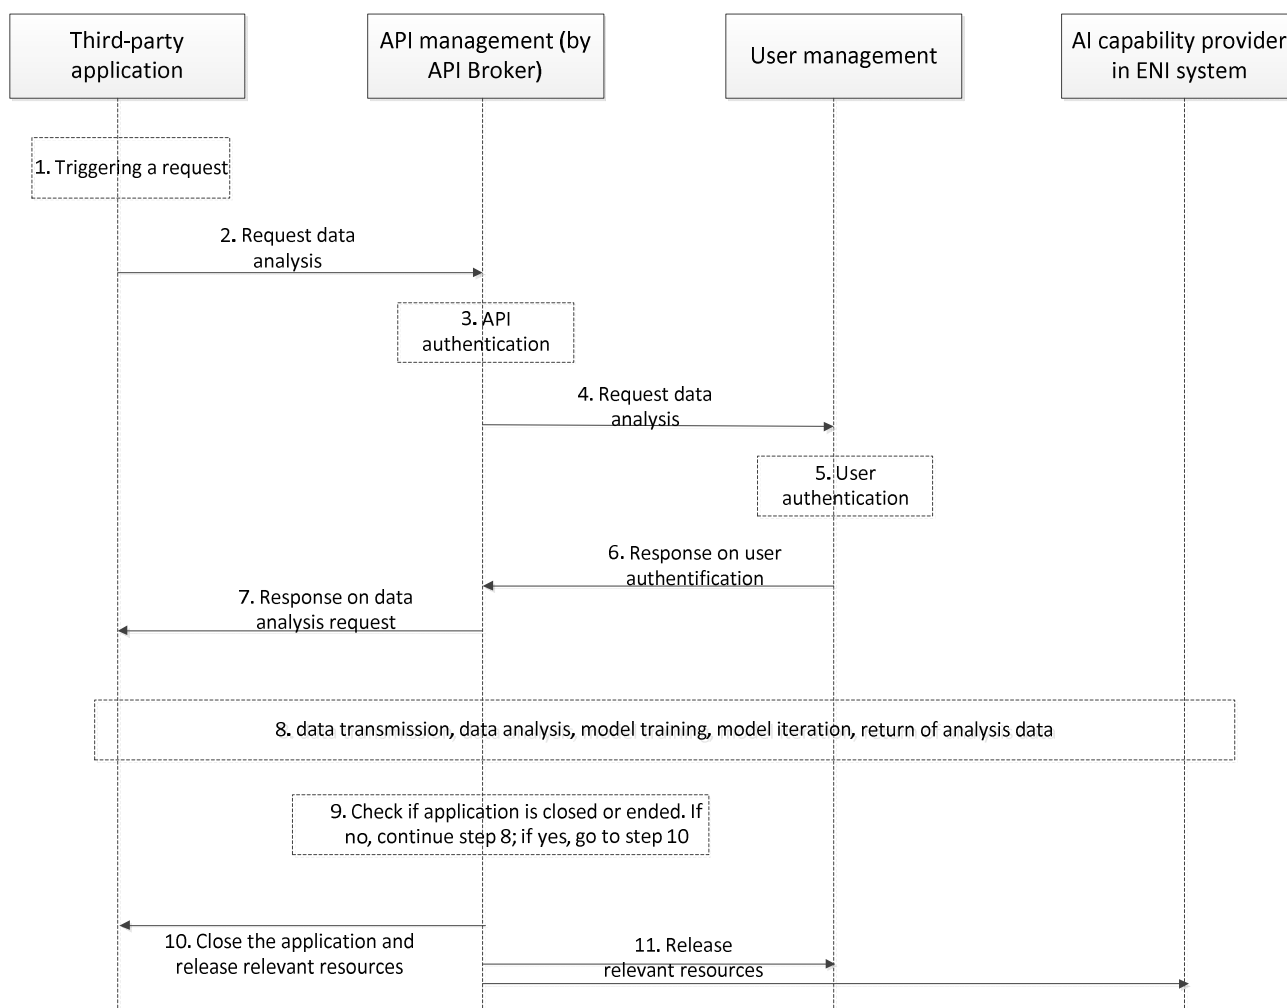 Third-party
application
API management (by
API Broker)
User management
AI capability provider
in ENI system
1. Triggering a request
2. Request data
analysis
3. API
authentication
4. Request data
analysis
5. User
authentication
6. Response on user
authentification
7. Response on data
analysis request
8. data transmission, data analysis, model training, model iteration, return of analysis data
9. Check if application is closed or ended. If
no, continue step 8; if yes, go to step 10
10. Close the application and
release relevant resources
11. Release
relevant resources